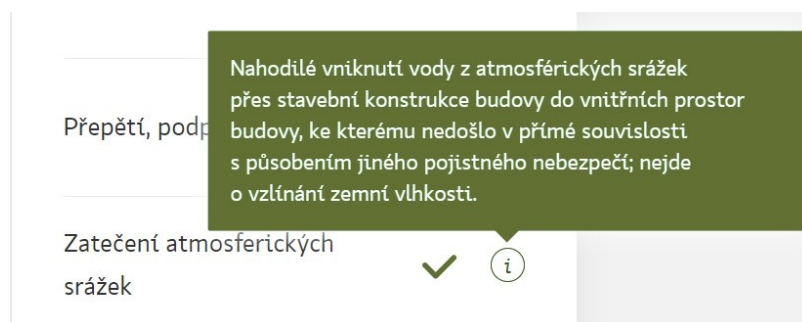 Nahodilé vniknutí vody z atmosférických srážek
přes stavební konstrukce budovy do vnitřních prostor
budovy, ke kterému nedošlo v přímé souvislosti
s působením jiného pojistného nebezpečí; nejde
o vzlínání zemní vlhkosti.
Přepětí,
Zatečení atmosferických
srážek
i